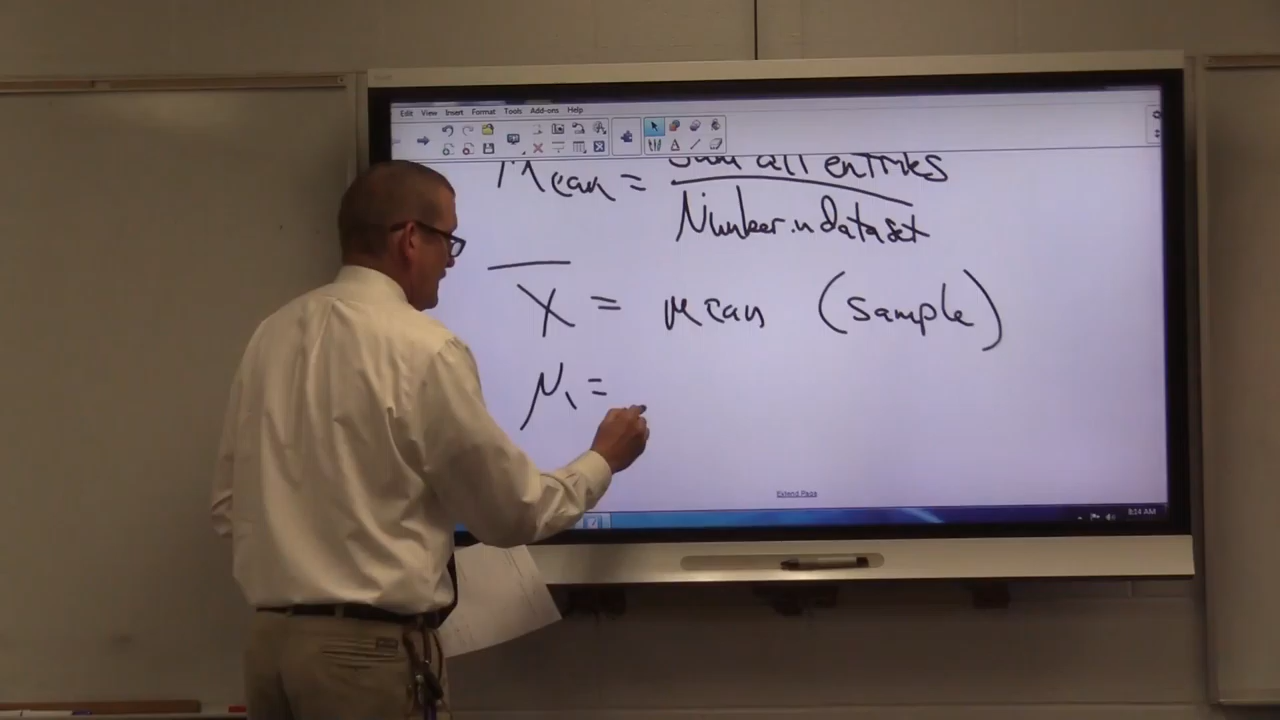 Edit View Insert Format Tools Add-ons Help
Mean = Sum all entries
Number in data set
X = mean (sample)
μ =
Extend Page
8:14 AM